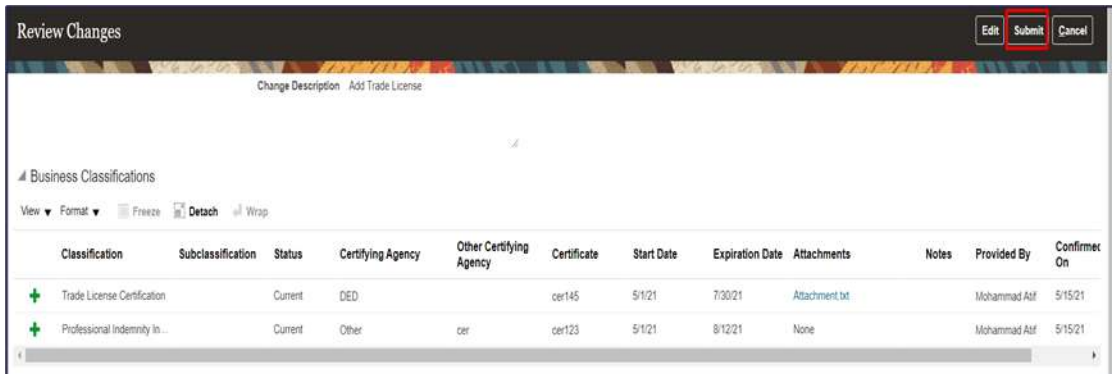 Review Changes
Edit Submit Cancel
Change Description Add Trade License
Business Classifications
View Format Freeze Detach Wrap
Classification Subclassification Status Certifying Agency Other Certifying Agency Certificate Start Date Expiration Date Attachments Notes Provided By Confirmed On
Trade License Certification Current DED cer145 5/1/21 7/30/21 Attachment.txt Mohammad Atif 5/15/21
Professional Indemnity In... Current Other cer cer123 5/1/21 8/12/21 None Mohammad Atif 5/15/21